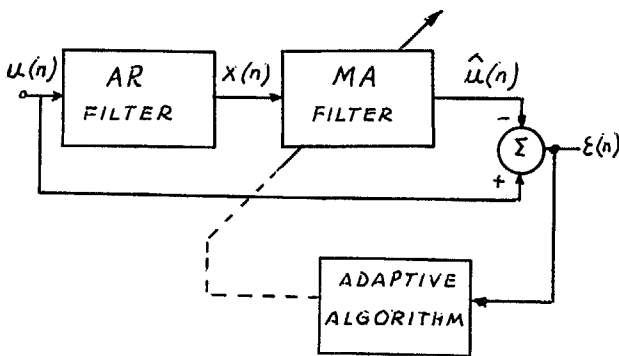 u(n)
AR
FILTER
x(n)
MA
FILTER
û(n)
-
Σ
+
ε(n)
ADAPTIVE
ALGORITHM